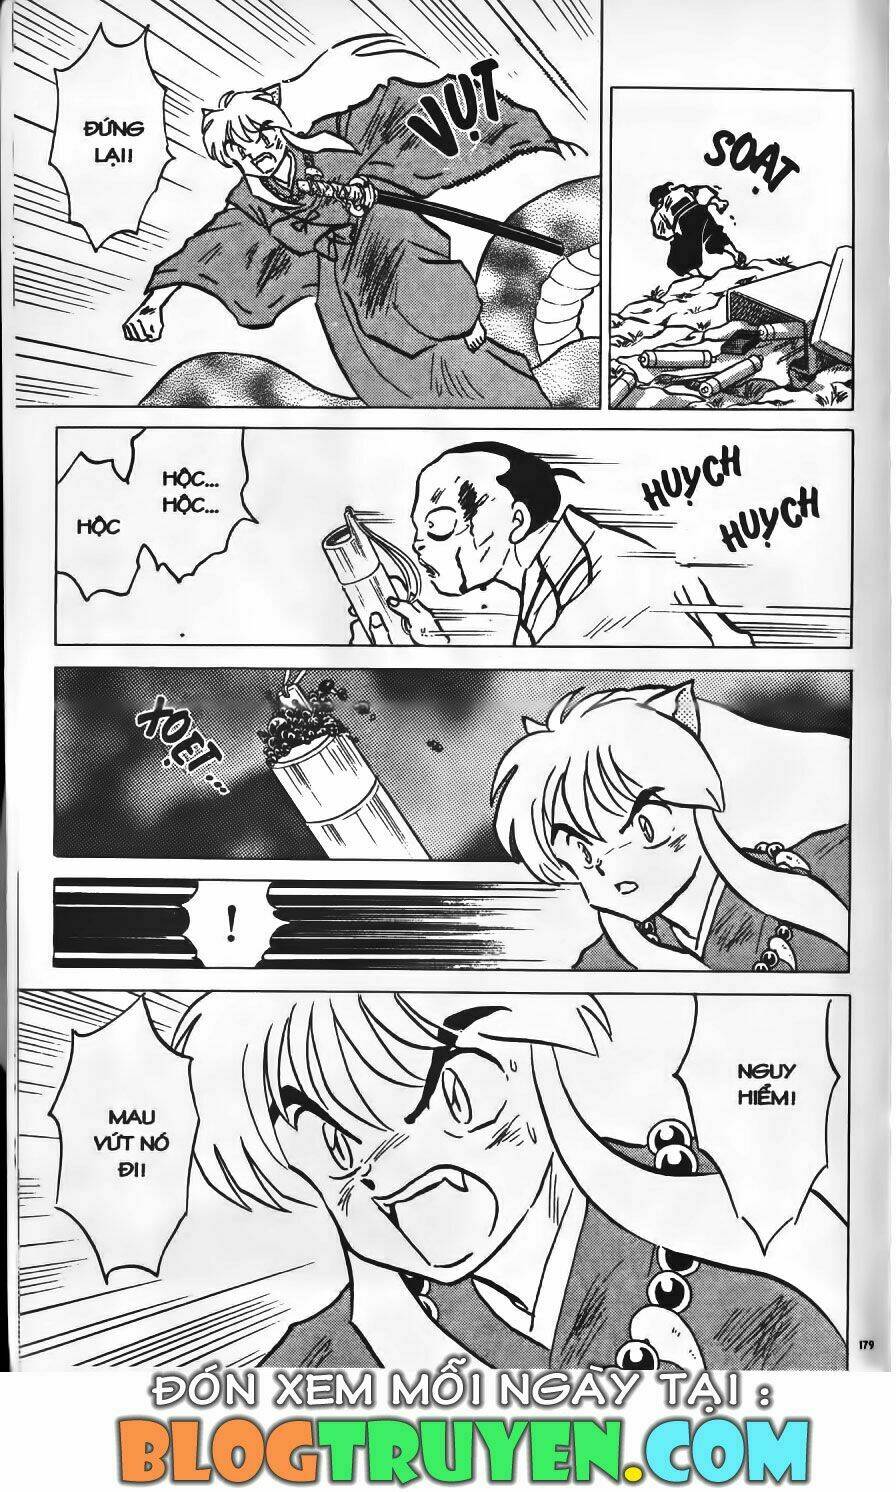 SOẠT
VỤT
ĐỨNG
LẠI!
HUỴCH
HUỴCH
HỘC...
HỘC...
HỘC
XOẸT...
!
NGUY
HIỂM!
MAU
VỨT NÓ
ĐI!
179
ĐÓN XEM MỖI NGÀY TẠI :
BLOGTRUYEN.COM